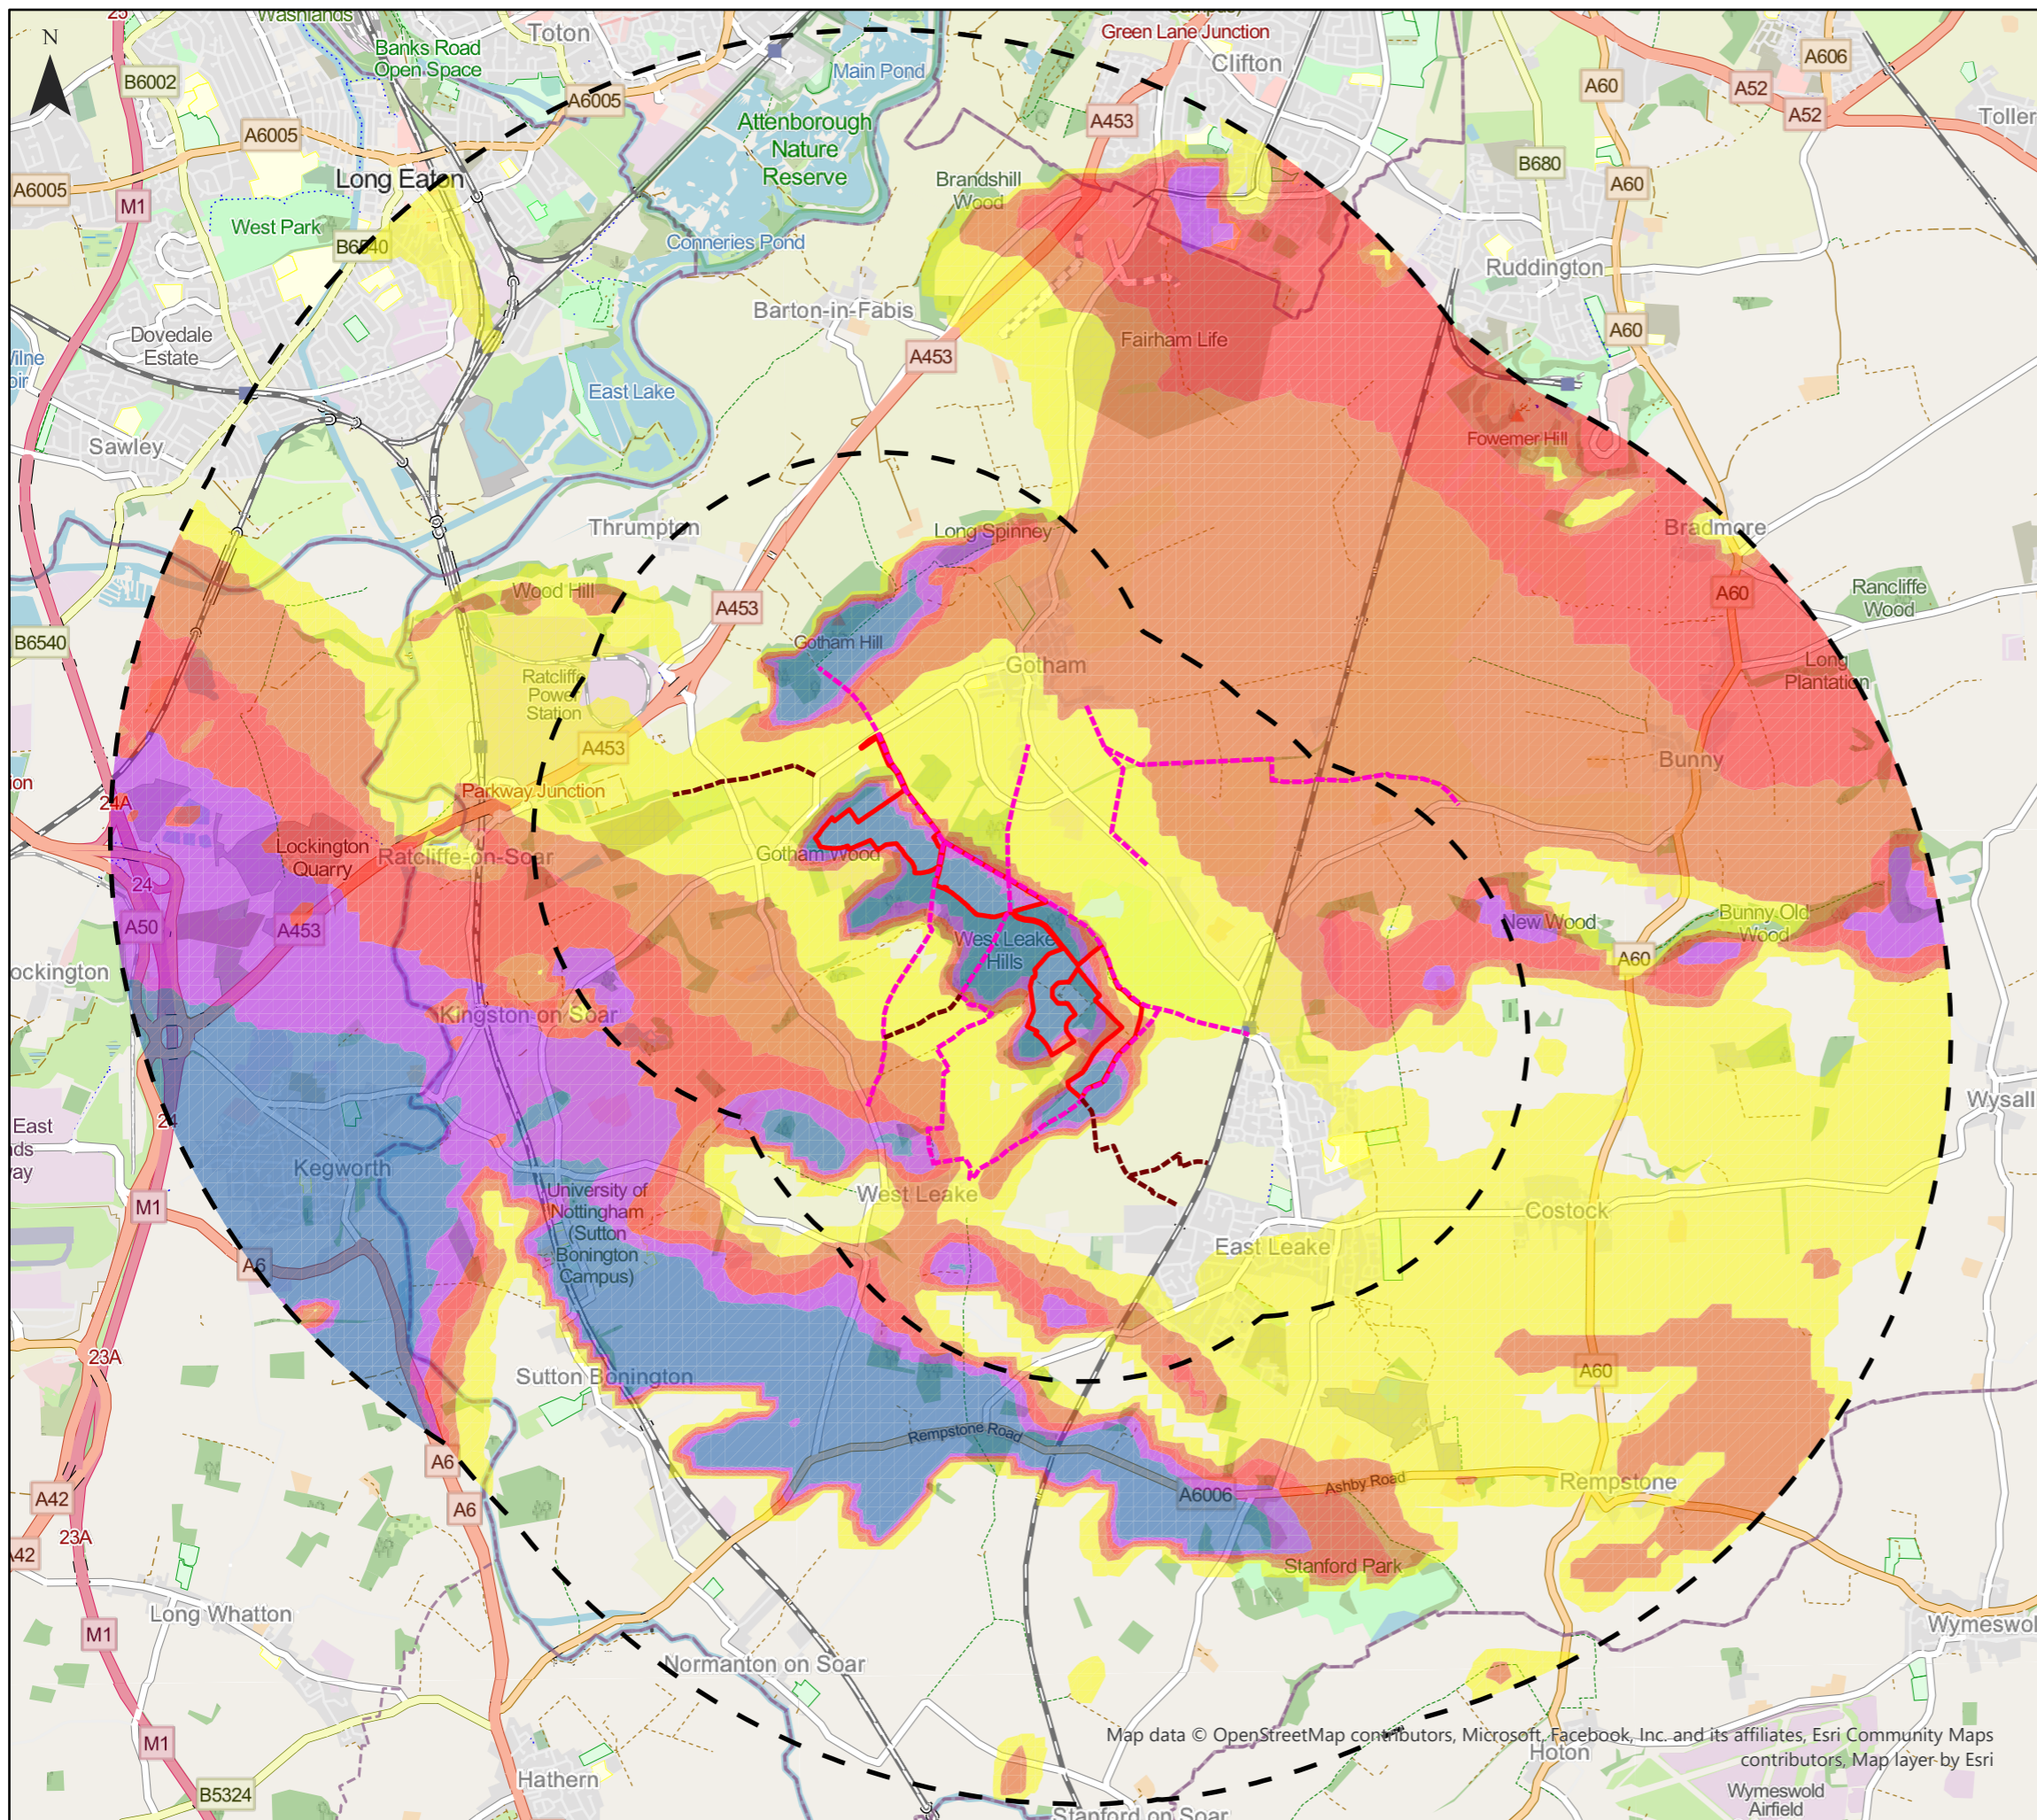 25
Washlands
Toton
Green Lane Junction
Clifton
N
Banks Road
Open Space
Main Pond
A606
B6002
A6005
A60
A52
A52
Toller
A453
A6005
Attenborough
Nature
Reserve
B680
A6005
Long Eaton
Brandshill
Wood
A60
M1
West Park
B6540
Conneries Pond
Ruddington
Barton-in-Fabis
Dovedale
Estate
A60
Fairham Life
A453
East Lake
Sawley
Fowemer Hill
Thrumpton
Long Spinney
Bradmore
Wood Hill
A453
A60
Rancliffe
Wood
B6540
Gotham Hill
Gotham
Long
Plantation
Ratcliffe
Power
Station
A453
Bunny
Parkway Junction
24A
Lockington
Quarry
Ratcliffe-on-Soar
Gotham Wood
24
A50
A453
New Wood
Bunny Old
Wood
West Leake
Hills
A60
ockington
Kingston on Soar
24
East
nds
way
Wysall
Kegworth
University of
Nottingham
(Sutton
Bonington
Campus)
West Leake
M1
Costock
East Leake
A6
23A
Sutton Bonington
A60
Rempstone Road
A6
Ashby Road
Rempstone
A6006
A42
A6
23A
A42
Stanford Park
Long Whatton
M1
Wymeswol
Normanton on Soar
Map data © OpenStreetMap contributors, Microsoft, Facebook, Inc. and its affiliates, Esri Community Maps
contributors, Map layer by Esri
M1
Hoton
Hathern
B5324
Wymeswold
Airfield
Stanford on Soar